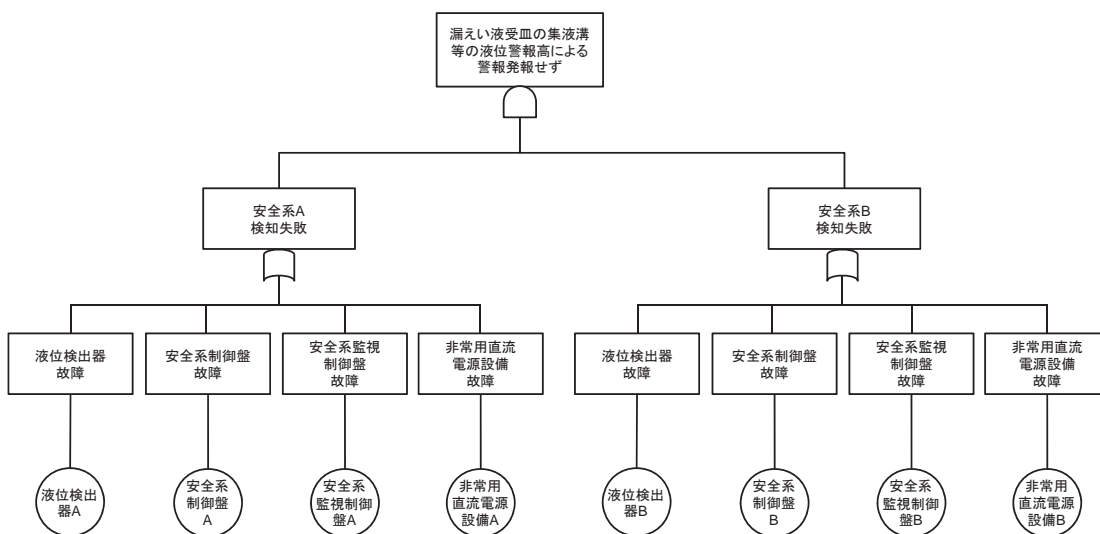 漏えい液受皿の集液溝
等の液位警報高による
警報発報せず
安全系A
検知失敗
安全系B
検知失敗
液位検出器
故障
安全系制御盤
故障
安全系監視
制御盤
故障
非常用直流
電源設備
故障
液位検出器
故障
安全系制御盤
故障
安全系監視
制御盤
故障
非常用直流
電源設備
故障
液位検出
器A
安全系
制御盤
A
安全系
監視制御
盤A
非常用
直流電源
設備A
液位検出
器B
安全系
制御盤
B
安全系
監視制御
盤B
非常用
直流電源
設備B